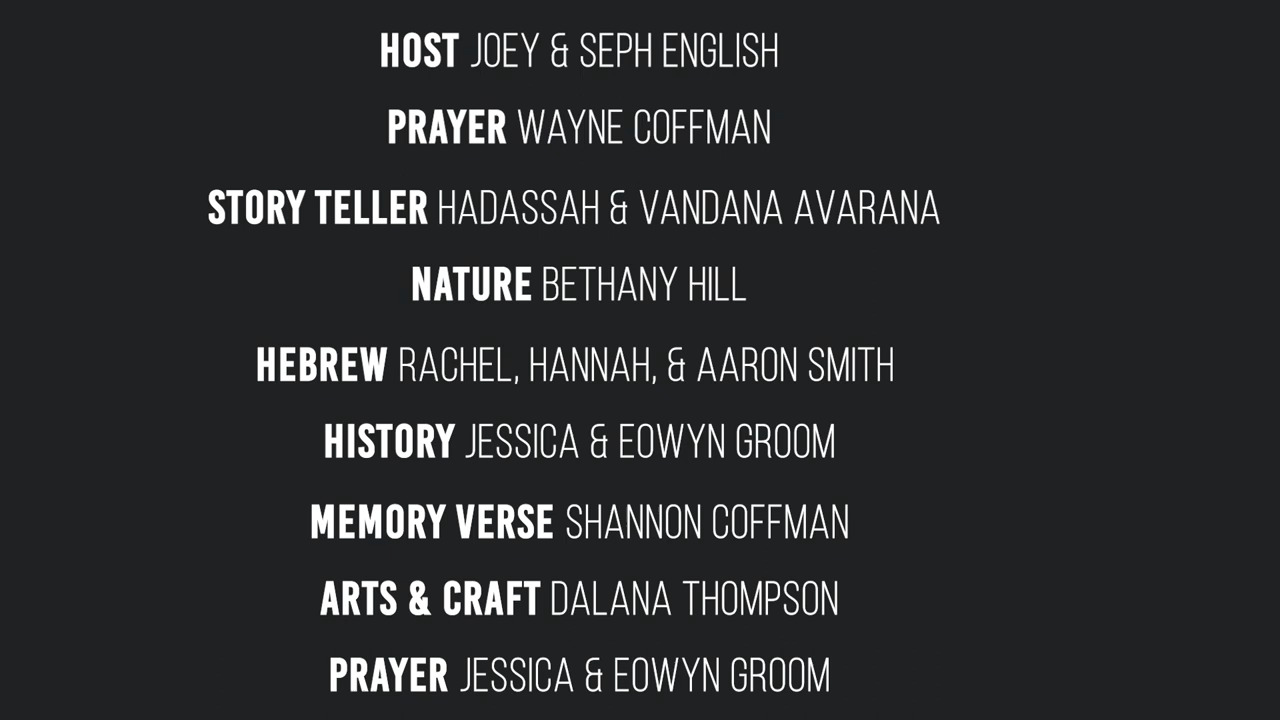 HOST JOEY & SEPH ENGLISH
PRAYER WAYNE COFFMAN
STORY TELLER HADASSAH & VANDANA AVARANA
NATURE BETHANY HILL
HEBREW RACHEL, HANNAH, & AARON SMITH
HISTORY JESSICA & EOWYN GROOM
MEMORY VERSE SHANNON COFFMAN
ARTS & CRAFT DALANA THOMPSON
PRAYER JESSICA & EOWYN GROOM